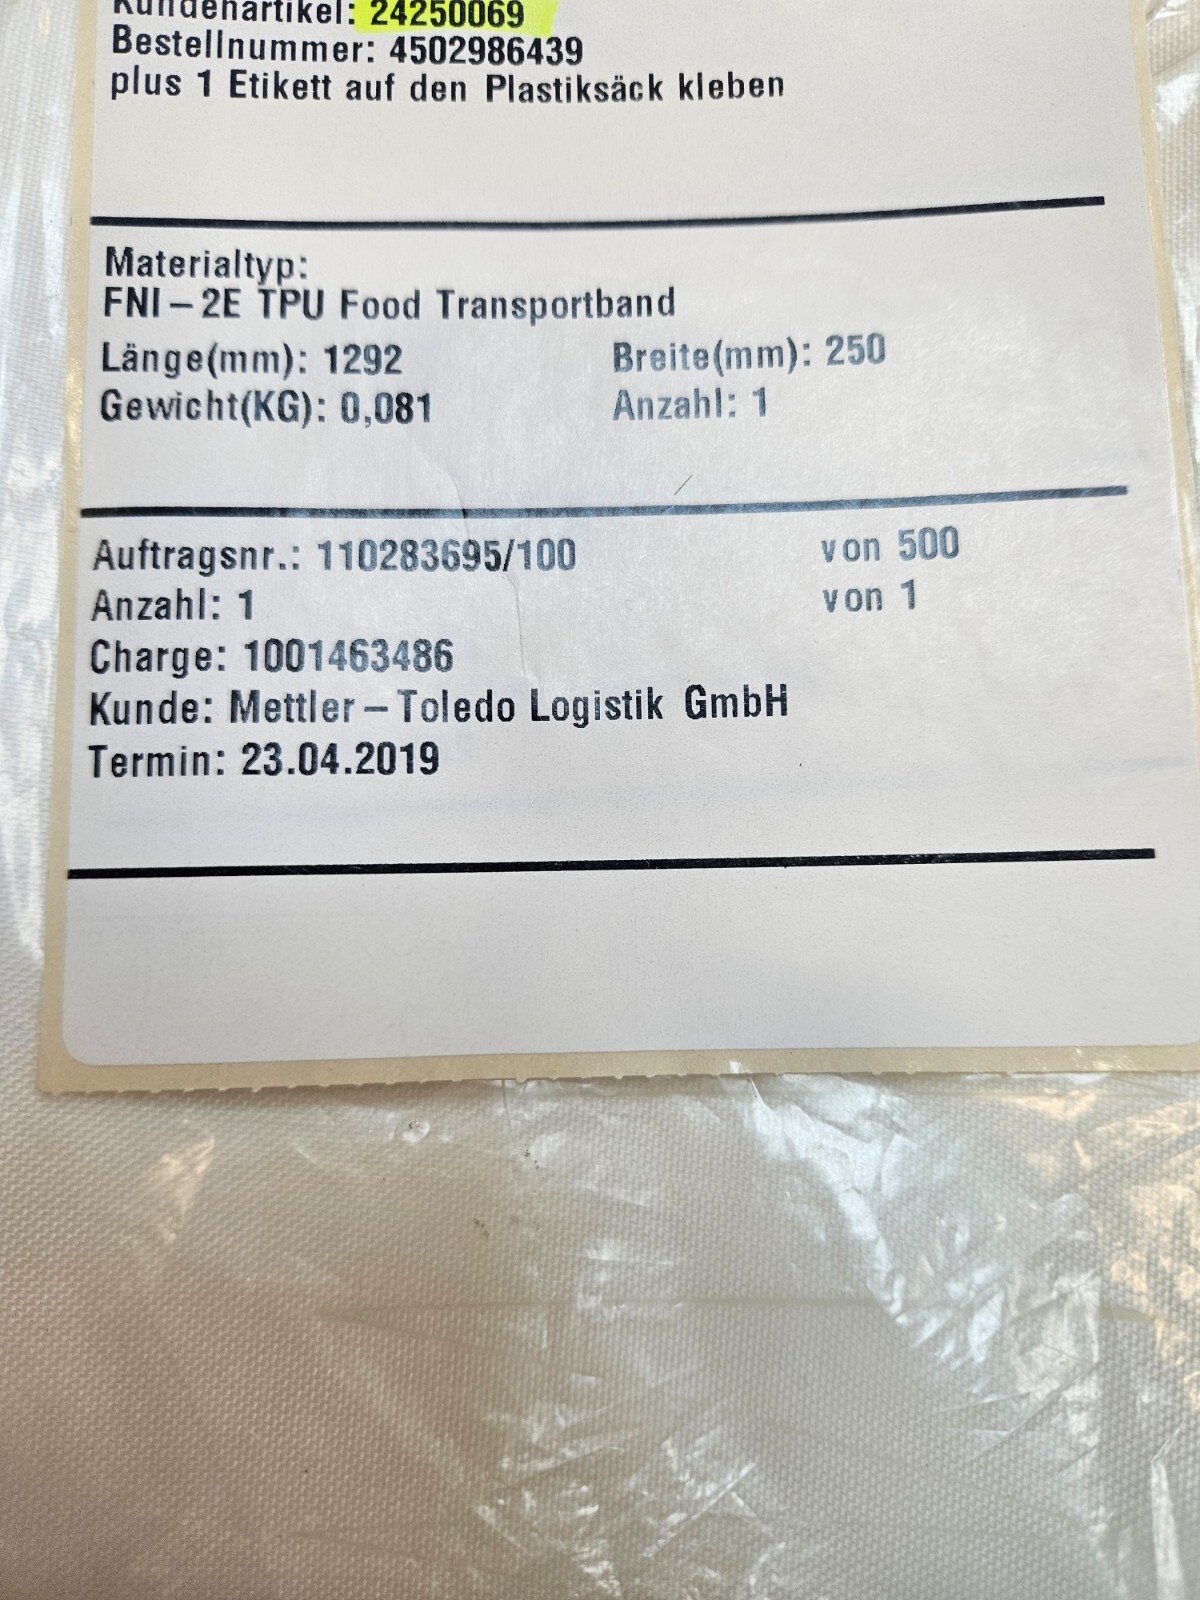 Kundenartikel: 24250069
Bestellnummer: 4502986439
plus 1 Etikett auf den Plastiksäck kleben
Materialtyp:
FNI-2E TPU Food Transportband
Länge(mm): 1292 Breite(mm): 250
Gewicht(KG): 0,081 Anzahl: 1
Auftragsnr.: 110283695/100 von 500
Anzahl: 1 von 1
Charge: 1001463486
Kunde: Mettler-Toledo Logistik GmbH
Termin: 23.04.2019